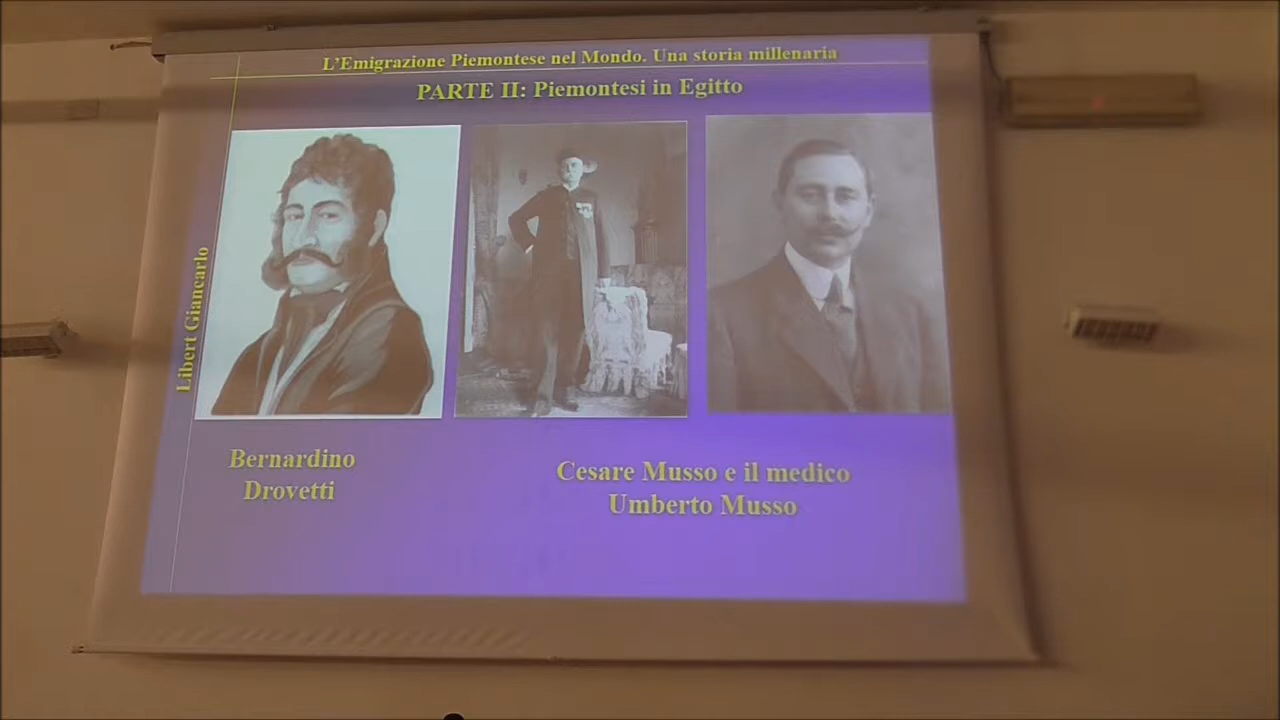 L'Emigrazione Piemontese nel Mondo. Una storia millenaria
PARTE II: Piemontesi in Egitto
Libert Giancarlo
Bernardino
Drovetti
Cesare Musso e il medico
Umberto Musso